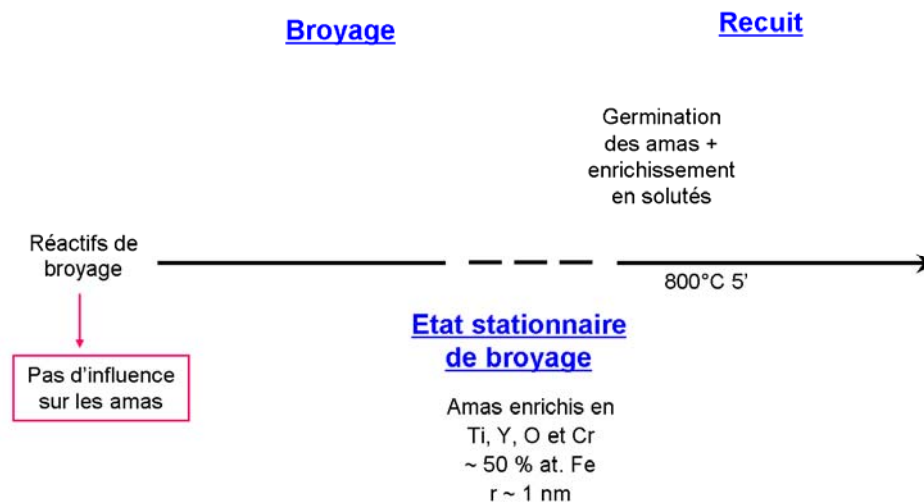 Broyage
Recuit
Germination
des amas +
enrichissement
en solutés
Réactifs de
broyage
800°C 5'
Pas d'influence
sur les amas
Etat stationnaire
de broyage
Amas enrichis en
Ti, Y, O et Cr
~ 50 % at. Fe
r ~ 1 nm